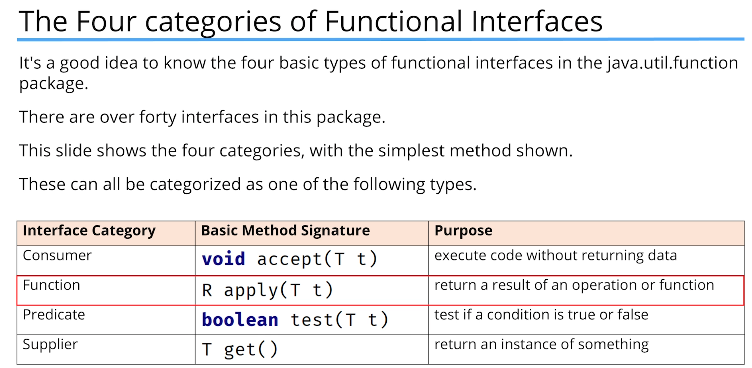 The Four categories of Functional Interfaces
It's a good idea to know the four basic types of functional interfaces in the java.util.function
package.
There are over forty interfaces in this package.
This slide shows the four categories, with the simplest method shown.
These can all be categorized as one of the following types.
Interface Category Basic Method Signature Purpose
Consumer void accept(T t) execute code without returning data
Function R apply(T t) return a result of an operation or function
Predicate boolean test(T t) test if a condition is true or false
Supplier T get() return an instance of something